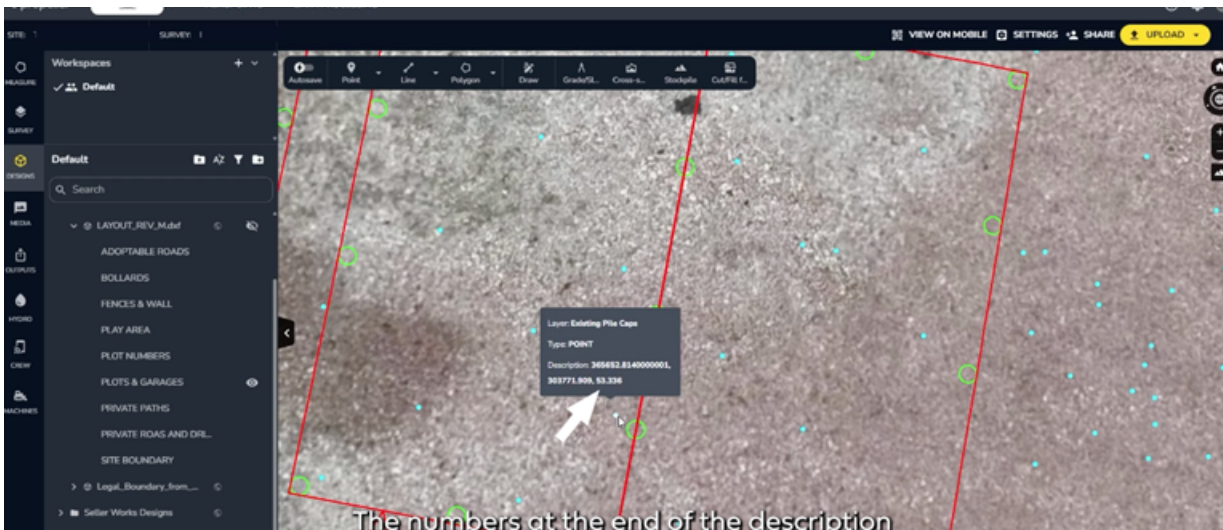 SITE:
SURVEY:
VIEW ON MOBILE
SETTINGS
SHARE
UPLOAD
MEASURE
SURVEY
DESIGNS
MEDIA
OUTPUTS
HYDRO
CREW
MACHINES
Workspaces
Default
Default
Search
LAYOUT_REV_M.dxf
ADOPTABLE ROADS
BOLLARDS
FENCES & WALL
PLAY AREA
PLOT NUMBERS
PLOTS & GARAGES
PRIVATE PATHS
PRIVATE ROAS AND DRI...
SITE BOUNDARY
Legal_Boundary_from_...
Seller Works Designs
Autosave
Point
Line
Polygon
Draw
Grade/Sl...
Cross-s...
Stockpile
Cut/Fill f...
Layer: Existing Pile Caps
Type: POINT
Description: 365652.8140000001,
303771.909, 53.336
The numbers at the end of the description